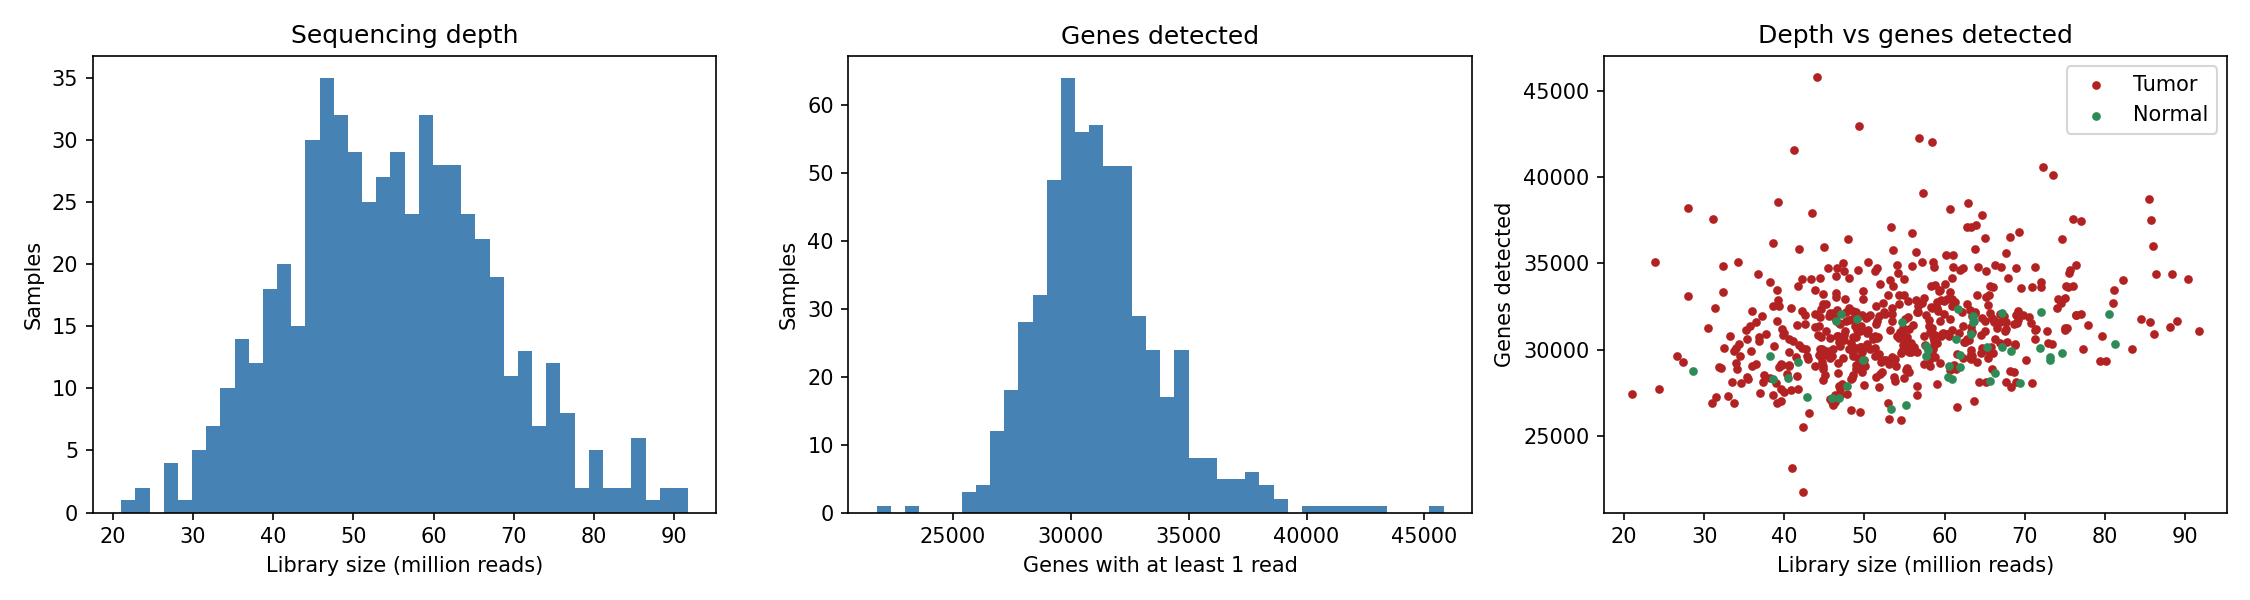 Sequencing depth
Samples
35
30
25
20
15
10
5
0
20 30 40 50 60 70 80 90
Library size (million reads)
Genes detected
Samples
60
50
40
30
20
10
0
25000 30000 35000 40000 45000
Genes with at least 1 read
Depth vs genes detected
Genes detected
45000
40000
35000
30000
25000
Tumor
Normal
20 30 40 50 60 70 80 90
Library size (million reads)